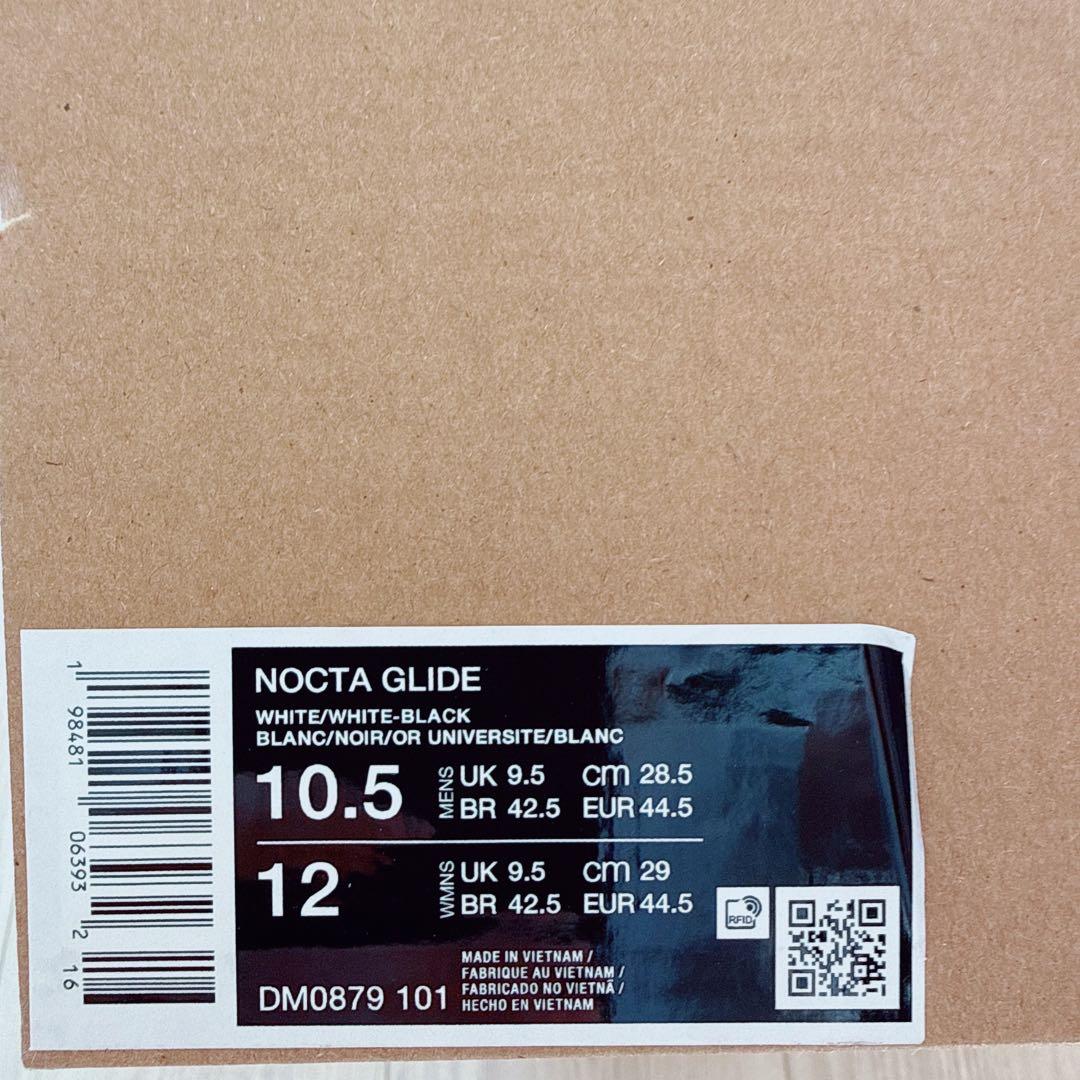 1 98481 06393 2 16
NOCTA GLIDE
WHITE/WHITE-BLACK
BLANC/NOIR/OR UNIVERSITE/BLANC
10.5 MENS UK 9.5 cm 28.5
BR 42.5 EUR 44.5
12 WMNS UK 9.5 cm 29
BR 42.5 EUR 44.5
RFID
MADE IN VIETNAM /
FABRIQUE AU VIETNAM /
FABRICADO NO VIETNÃ /
HECHO EN VIETNAM
DM0879 101